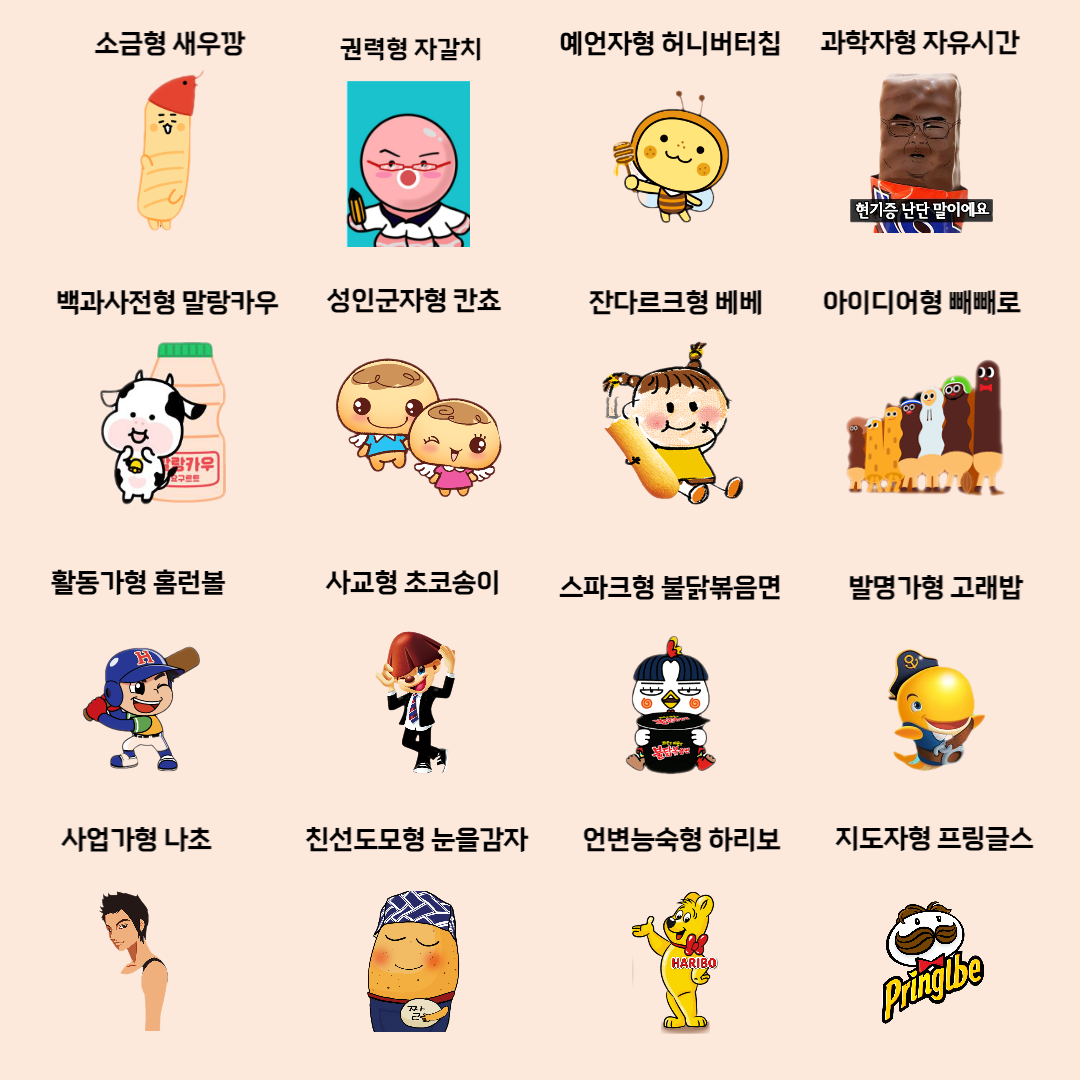 소금형 새우깡
권력형 자갈치
예언자형 허니버터칩
과학자형 자유시간
현기증 난단 말이에요
백과사전형 말랑카우
성인군자형 칸쵸
잔다르크형 베베
아이디어형 빼빼로
말랑카우
요구르트
활동가형 홈런볼
사교형 초코송이
스파크형 불닭볶음면
발명가형 고래밥
H
불닭볶음면
사업가형 나초
친선도모형 눈을감자
언변능숙형 하리보
지도자형 프링글스
짤
HARIBO
Pringlbe